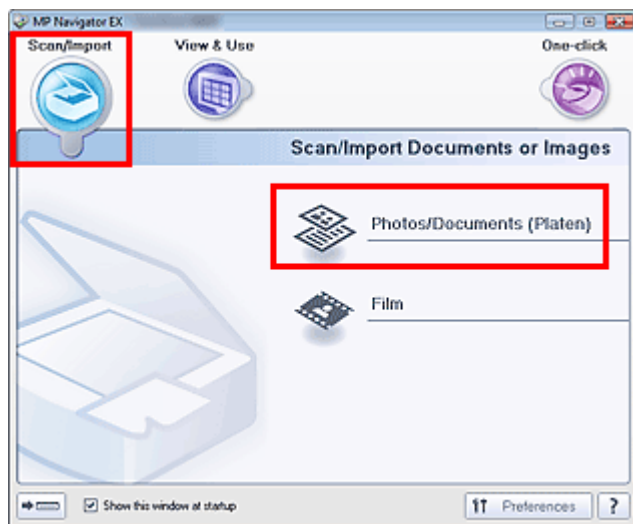 MP Navigator EX
Scan/Import View & Use One-click
Scan/Import Documents or Images
Photos/Documents (Platen)
Film
Show this window at startup Preferences ?